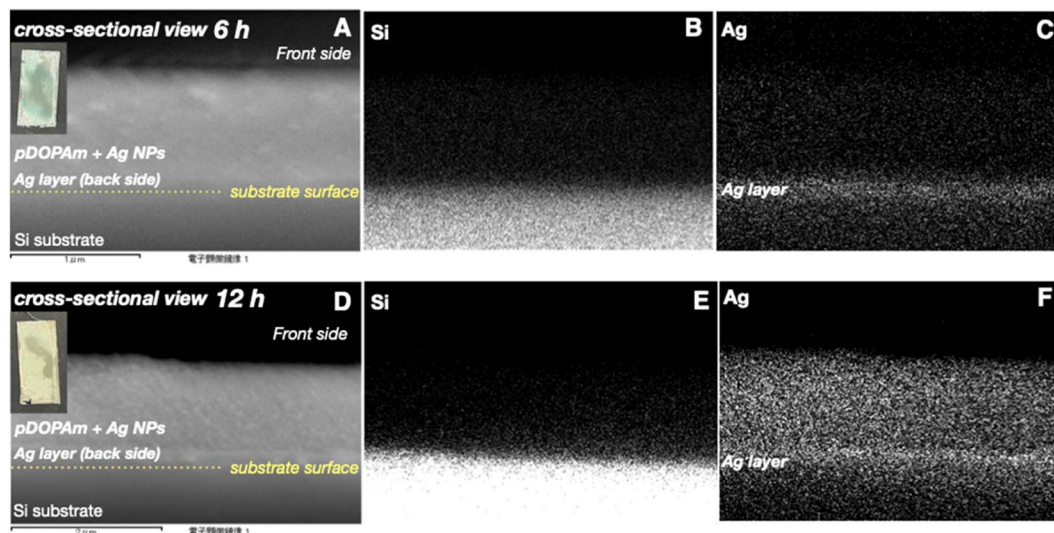 cross-sectional view 6 h
A
Front side
pDOPAm + Ag NPs
Ag layer (back side)
substrate surface
Si substrate
1μm
電子顕微鏡像 1
Si
B
Ag
C
Ag layer
cross-sectional view 12 h
D
Front side
pDOPAm + Ag NPs
Ag layer (back side)
substrate surface
Si substrate
2μm
電子顕微鏡像 1
Si
E
Ag
F
Ag layer